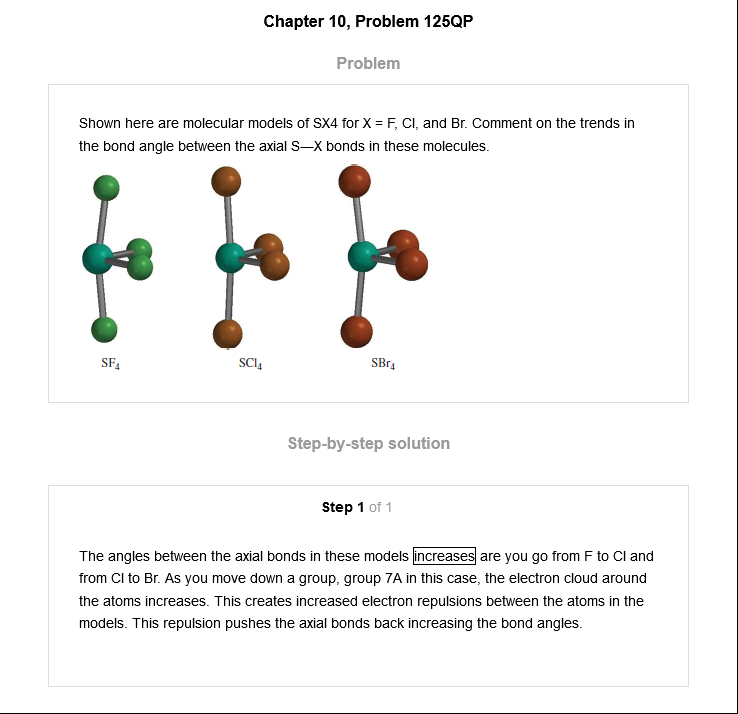 Chapter 10, Problem 125QP
Problem
Shown here are molecular models of SX4 for X = F, Cl, and Br. Comment on the trends in
the bond angle between the axial S—X bonds in these molecules.
SF₄ SCl₄ SBr₄
Step-by-step solution
Step 1 of 1
The angles between the axial bonds in these models increases are you go from F to Cl and
from Cl to Br. As you move down a group, group 7A in this case, the electron cloud around
the atoms increases. This creates increased electron repulsions between the atoms in the
models. This repulsion pushes the axial bonds back increasing the bond angles.